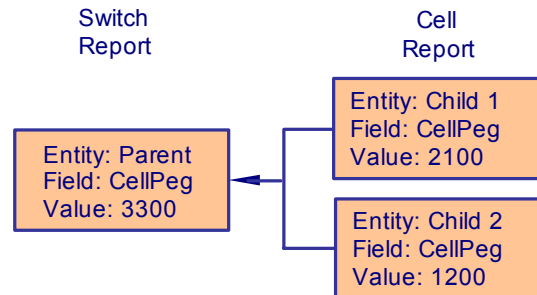 Switch
Report
Cell
Report
Entity: Parent
Field: CellPeg
Value: 3300
Entity: Child 1
Field: CellPeg
Value: 2100
Entity: Child 2
Field: CellPeg
Value: 1200